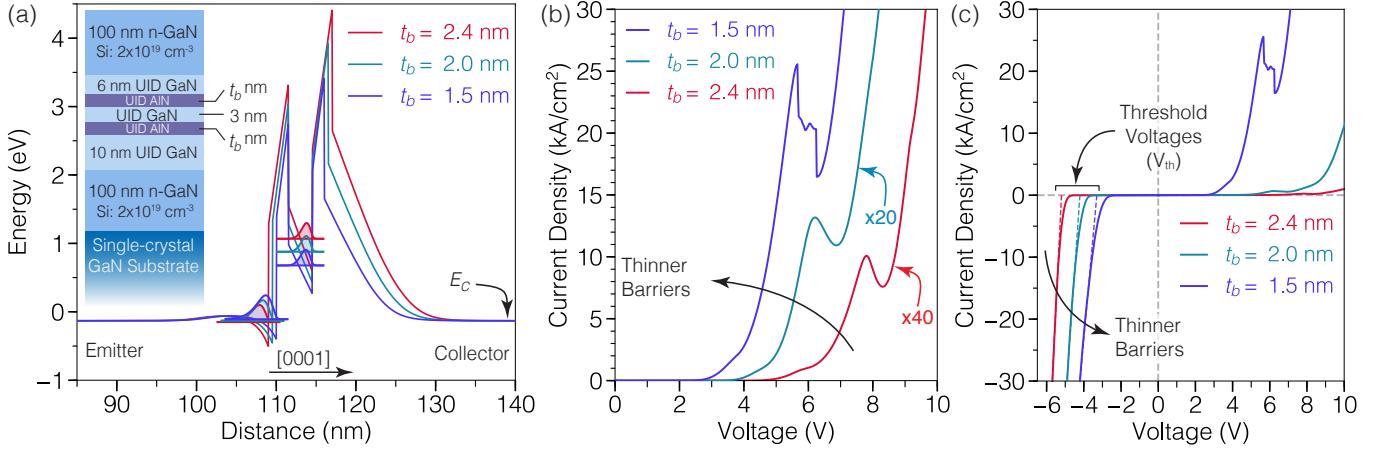 (a)
Energy (eV)
4
3
2
1
0
−1
100 nm n-GaN
Si: 2x10¹⁹ cm⁻³
6 nm UID GaN
UID AlN
UID GaN
UID AlN
10 nm UID GaN
100 nm n-GaN
Si: 2x10¹⁹ cm⁻³
Single-crystal
GaN Substrate
t_b nm
3 nm
t_b nm
t_b = 2.4 nm
t_b = 2.0 nm
t_b = 1.5 nm
E_C
Emitter
[0001]
Collector
90 100 110 120 130 140
Distance (nm)
(b)
Current Density (kA/cm²)
30
25
20
15
10
5
0
t_b = 1.5 nm
t_b = 2.0 nm
t_b = 2.4 nm
x20
Thinner
Barriers
x40
0 2 4 6 8 10
Voltage (V)
(c)
Current Density (kA/cm²)
30
20
10
0
−10
−20
−30
Threshold
Voltages
(V_th)
t_b = 2.4 nm
t_b = 2.0 nm
t_b = 1.5 nm
Thinner
Barriers
−6 −4 −2 0 2 4 6 8 10
Voltage (V)